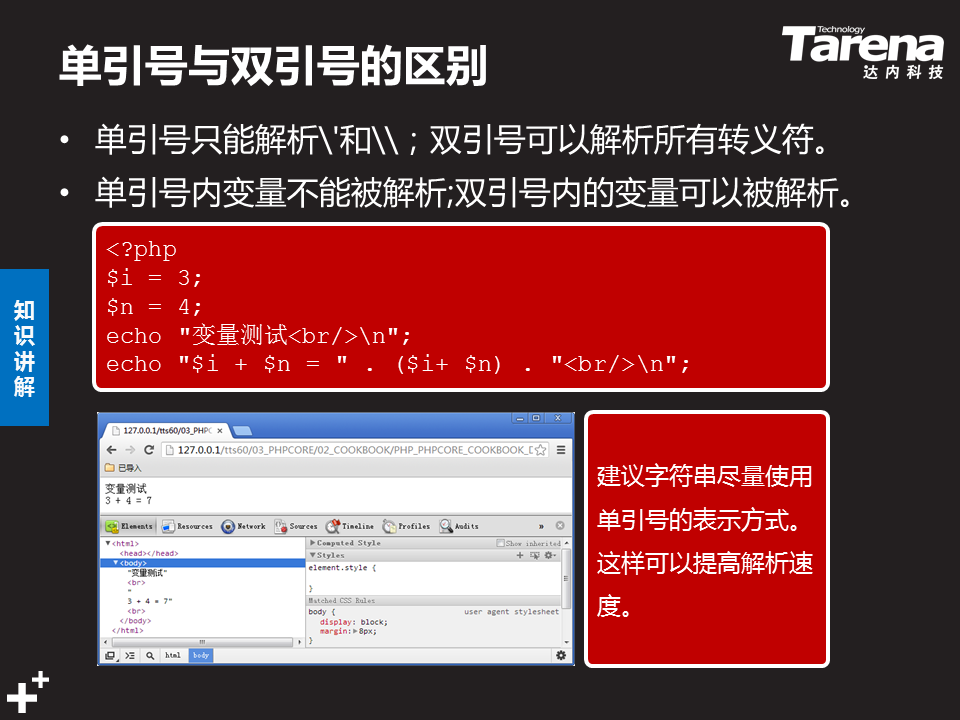 单引号与双引号的区别
Technology
Tarena
达内科技
• 单引号只能解析\'和\\；双引号可以解析所有转义符。
• 单引号内变量不能被解析;双引号内的变量可以被解析。
<?php
$i = 3;
$n = 4;
echo "变量测试<br/>\n";
echo "$i + $n = " . ($i+ $n) . "<br/>\n";
知识讲解
127.0.0.1/tts60/03_PHPC
127.0.0.1/tts60/03_PHPCORE/02_COOKBOOK/PHP_PHPCORE_COOKBOOK_D
已导入
变量测试
3 + 4 = 7
Elements Resources Network Sources Timeline Profiles Audits »
▼<html>
<head></head>
▼<body>
"变量测试"
<br>
"
3 + 4 = 7"
<br>
</body>
</html>
▶Computed Style Show inherited
▼Styles
element.style {
}
Matched CSS Rules
body { user agent stylesheet
display: block;
margin:▶8px;
}
html body
建议字符串尽量使用
单引号的表示方式。
这样可以提高解析速
度。